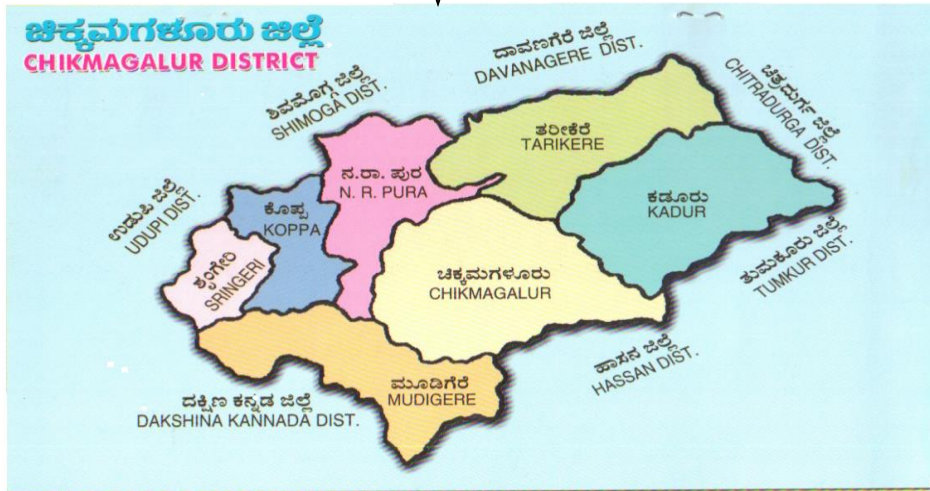 ಚಿಕ್ಕಮಗಳೂರು ಜಿಲ್ಲೆ
CHIKMAGALUR DISTRICT
ದಾವಣಗೆರೆ ಜಿಲ್ಲೆ
DAVANAGERE DIST.
ಶಿವಮೊಗ್ಗ ಜಿಲ್ಲೆ
SHIMOGA DIST.
ಚಿತ್ರದುರ್ಗ ಜಿಲ್ಲೆ
CHITRADURGA DIST.
ತರೀಕೆರೆ
TARIKERE
ನ.ರಾ. ಪುರ
N. R. PURA
ಕಡೂರು
KADUR
ಉಡುಪಿ ಜಿಲ್ಲೆ
UDUPI DIST.
ಕೊಪ್ಪ
KOPPA
ಶೃಂಗೇರಿ
SRINGERI
ಚಿಕ್ಕಮಗಳೂರು
CHIKMAGALUR
ತುಮಕೂರು ಜಿಲ್ಲೆ
TUMKUR DIST.
ಹಾಸನ ಜಿಲ್ಲೆ
HASSAN DIST.
ಮೂಡಿಗೆರೆ
MUDIGERE
ದಕ್ಷಿಣ ಕನ್ನಡ ಜಿಲ್ಲೆ
DAKSHINA KANNADA DIST.